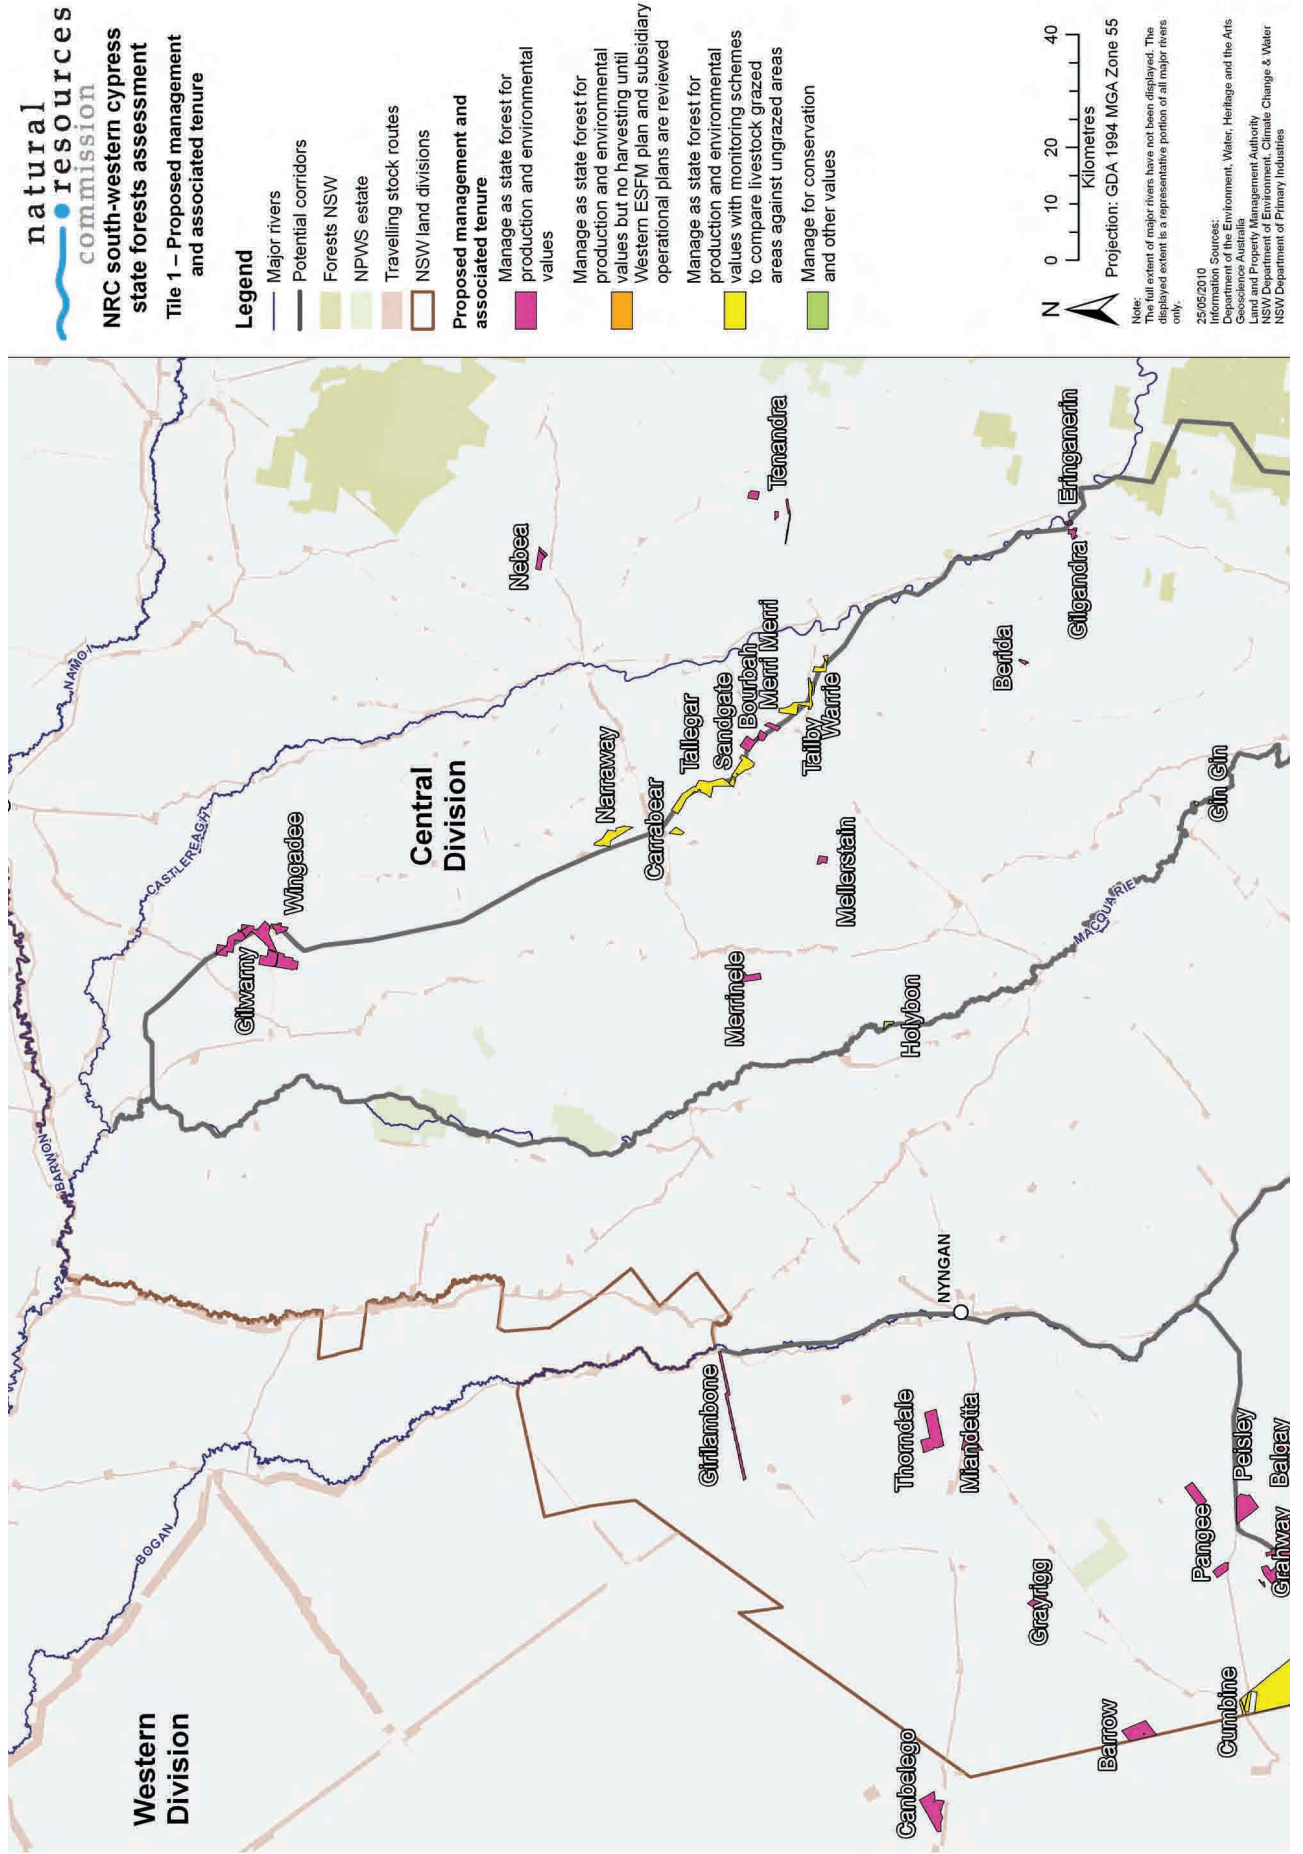 natural
resources
commission
NRC south-western cypress
state forests assessment
Tile 1 – Proposed management
and associated tenure
Legend
Major rivers
Potential corridors
Forests NSW
NPWS estate
Travelling stock routes
NSW land divisions
Proposed management and
associated tenure
Manage as state forest for
production and environmental
values
Manage as state forest for
production and environmental
values but no harvesting until
Western ESFM plan and subsidiary
operational plans are reviewed
Manage as state forest for
production and environmental
values with monitoring schemes
to compare livestock grazed
areas against ungrazed areas
Manage for conservation
and other values
N
0 10 20 40
Kilometres
Projection: GDA 1994 MGA Zone 55
Note:
The full extent of major rivers have not been displayed. The
displayed extent is a representative portion of all major rivers
only.
25/05/2010
Information Sources:
Department of the Environment, Water, Heritage and the Arts
Geoscience Australia
Land and Property Management Authority
NSW Department of Environment, Climate Change & Water
NSW Department of Primary Industries
Western
Division
Central
Division
BOGAN
BARWON
CASTLEREAGH
NAMOI
MACQUARIE
Gilwarny
Wingadee
Nebea
Narraway
Carrabear
Tallegar
Sandgate
Bourbah
Merri Merri
Tailby
Warrie
Tenandra
Mellerstain
Merrinele
Holybon
Berida
Gilgandra
Eringanerin
Gin Gin
NYNGAN
Girilambone
Thorndale
Miandetta
Grayrigg
Canbelego
Barrow
Cumbine
Pangee
Peisley
Balgay
Grahway